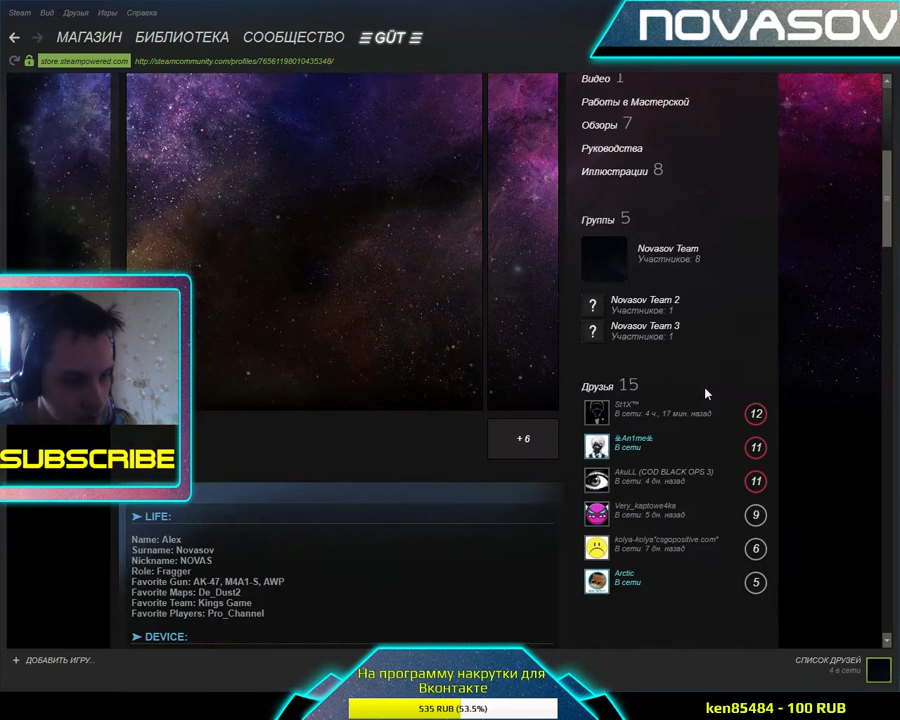 Steam Вид Друзья Игры Справка
NOVASOV
МАГАЗИН БИБЛИОТЕКА СООБЩЕСТВО ☰ GÜT ☰
store.steampowered.com http://steamcommunity.com/profiles/76561198010435348/
Видео 1
Работы в Мастерской
Обзоры 7
Руководства
Иллюстрации 8
Группы 5
Novasov Team
Участников: 8
? Novasov Team 2
Участников: 1
? Novasov Team 3
Участников: 1
Друзья 15
St1X™
В сети: 4 ч., 17 мин. назад
12
☠An1me☠
В сети
11
AkuLL (COD BLACK OPS 3)
В сети: 4 дн. назад
11
Very_kaptowe4ka
В сети: 5 дн. назад
9
kolya-kolya"csgopositive.com"
В сети: 7 дн. назад
6
Arctic
В сети
5
+ 6
SUBSCRIBE
➤ LIFE:
Name: Alex
Surname: Novasov
Nickname: NOVAS
Role: Fragger
Favorite Gun: AK-47, M4A1-S, AWP
Favorite Maps: De_Dust2
Favorite Team: Kings Game
Favorite Players: Pro_Channel
➤ DEVICE:
+ ДОБАВИТЬ ИГРУ...
СПИСОК ДРУЗЕЙ
4 в сети
На программу накрутки для
Вконтакте
535 RUB (53.5%)
ken85484 - 100 RUB